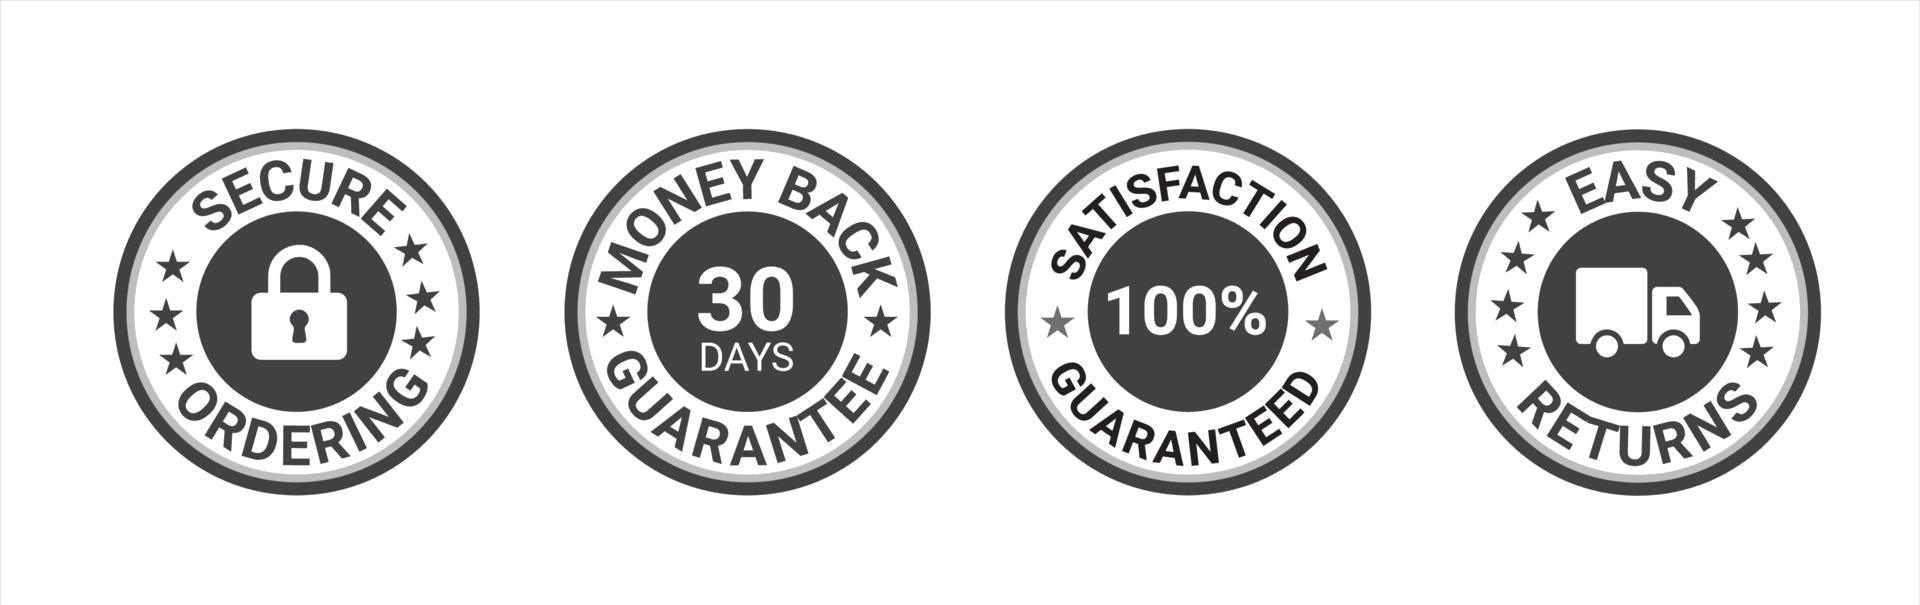 SECURE
ORDERING
MONEY BACK
30
DAYS
GUARANTEE
SATISFACTION
100%
GUARANTEED
EASY
RETURNS